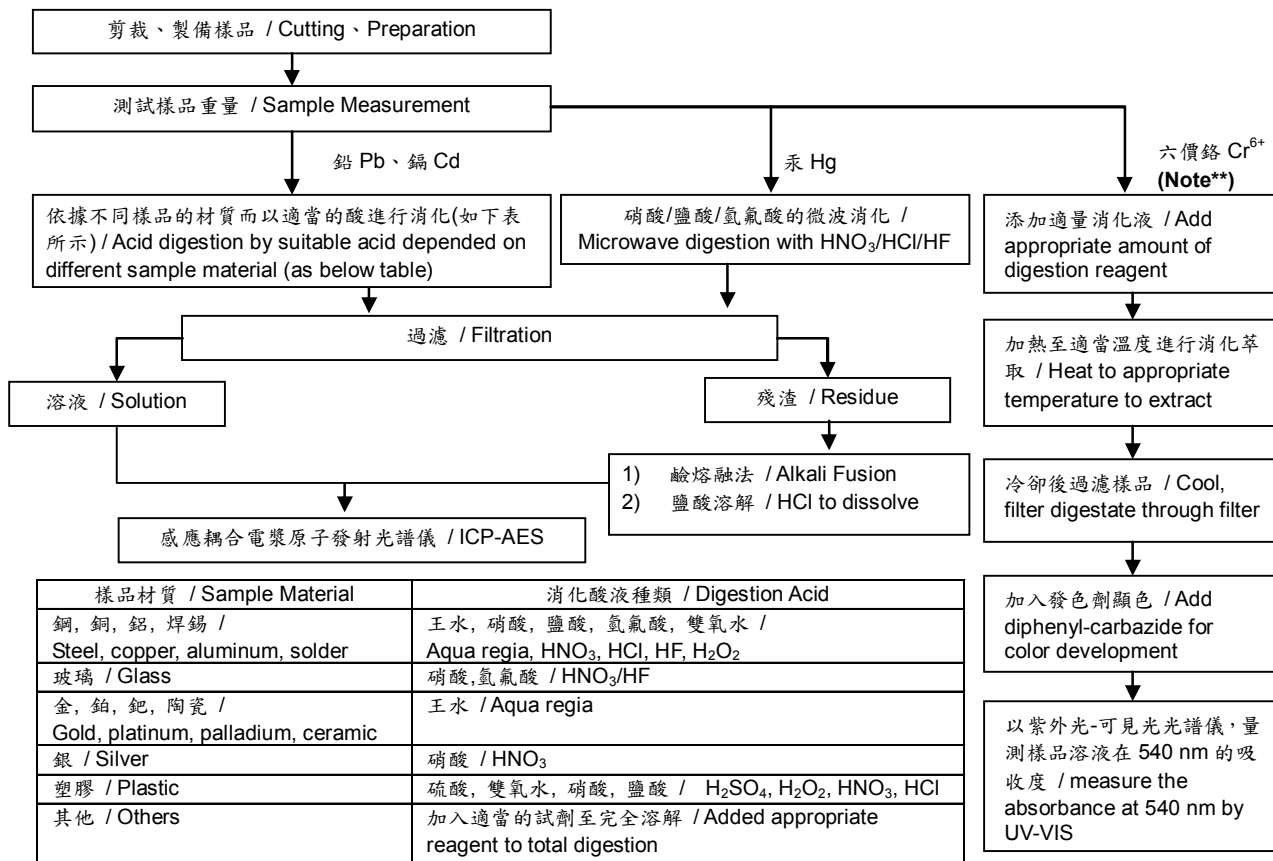 剪裁、製備樣品 / Cutting、Preparation
測試樣品重量 / Sample Measurement
鉛 Pb、鎘 Cd
汞 Hg
六價鉻 Cr6+
(Note**)
依據不同樣品的材質而以適當的酸進行消化(如下表
所示) / Acid digestion by suitable acid depended on
different sample material (as below table)
硝酸/鹽酸/氫氟酸的微波消化 /
Microwave digestion with HNO3/HCl/HF
添加適量消化液 / Add
appropriate amount of
digestion reagent
過濾 / Filtration
加熱至適當溫度進行消化萃
取 / Heat to appropriate
temperature to extract
溶液 / Solution
殘渣 / Residue
1) 鹼熔融法 / Alkali Fusion
2) 鹽酸溶解 / HCl to dissolve
冷卻後過濾樣品 / Cool,
filter digestate through filter
感應耦合電漿原子發射光譜儀 / ICP-AES
加入發色劑顯色 / Add
diphenyl-carbazide for
color development
以紫外光-可見光光譜儀，量
測樣品溶液在 540 nm 的吸
收度 / measure the
absorbance at 540 nm by
UV-VIS
樣品材質 / Sample Material 消化酸液種類 / Digestion Acid
鋼, 銅, 鋁, 焊錫 / 王水, 硝酸, 鹽酸, 氫氟酸, 雙氧水 /
Steel, copper, aluminum, solder Aqua regia, HNO3, HCl, HF, H2O2
玻璃 / Glass 硝酸,氫氟酸 / HNO3/HF
金, 鉑, 鈀, 陶瓷 / 王水 / Aqua regia
Gold, platinum, palladium, ceramic
銀 / Silver 硝酸 / HNO3
塑膠 / Plastic 硫酸, 雙氧水, 硝酸, 鹽酸 / H2SO4, H2O2, HNO3, HCl
其他 / Others 加入適當的試劑至完全溶解 / Added appropriate
reagent to total digestion